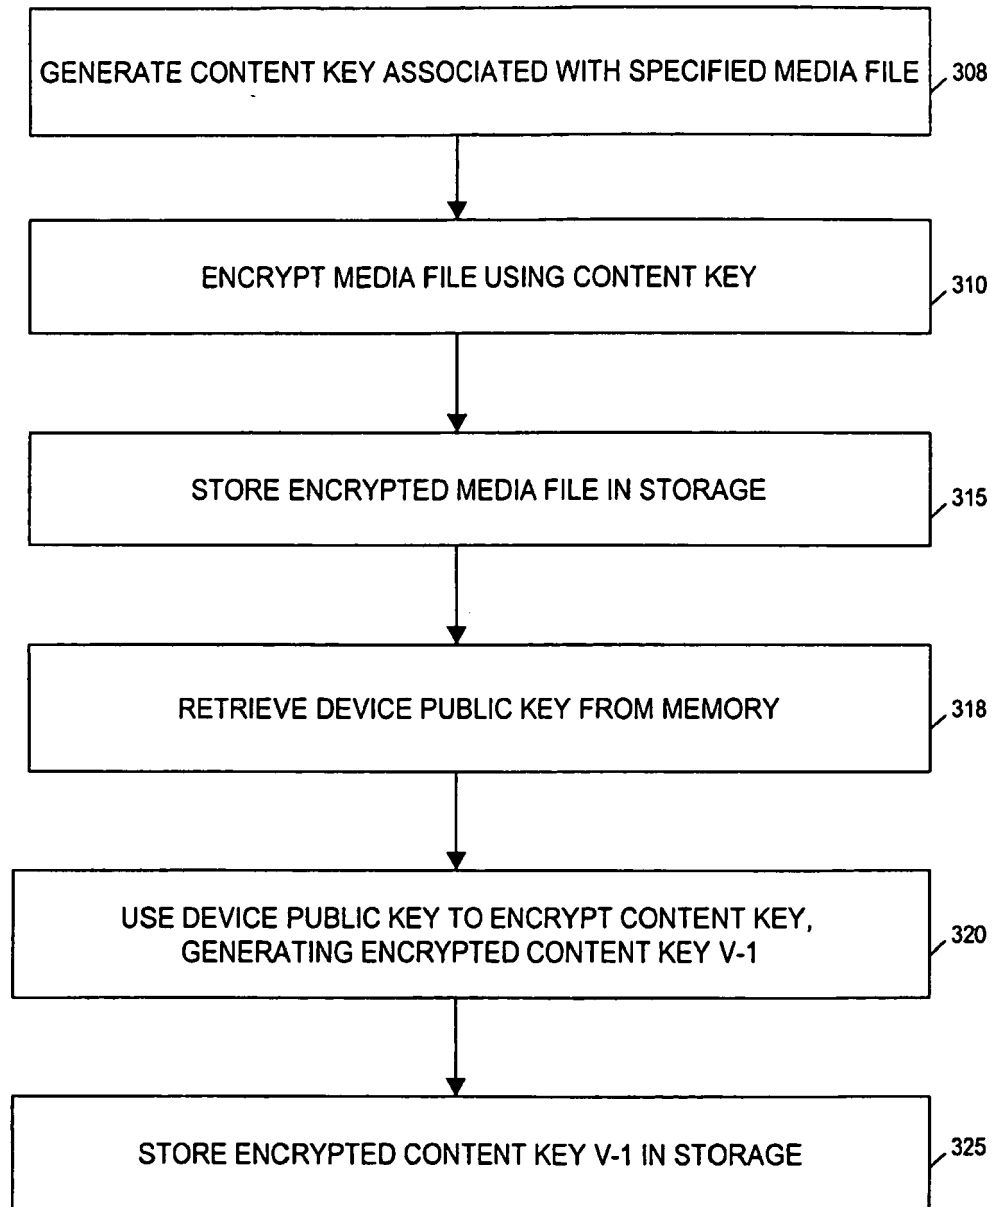 GENERATE CONTENT KEY ASSOCIATED WITH SPECIFIED MEDIA FILE
308
ENCRYPT MEDIA FILE USING CONTENT KEY
310
STORE ENCRYPTED MEDIA FILE IN STORAGE
315
RETRIEVE DEVICE PUBLIC KEY FROM MEMORY
318
USE DEVICE PUBLIC KEY TO ENCRYPT CONTENT KEY,
GENERATING ENCRYPTED CONTENT KEY V-1
320
STORE ENCRYPTED CONTENT KEY V-1 IN STORAGE
325